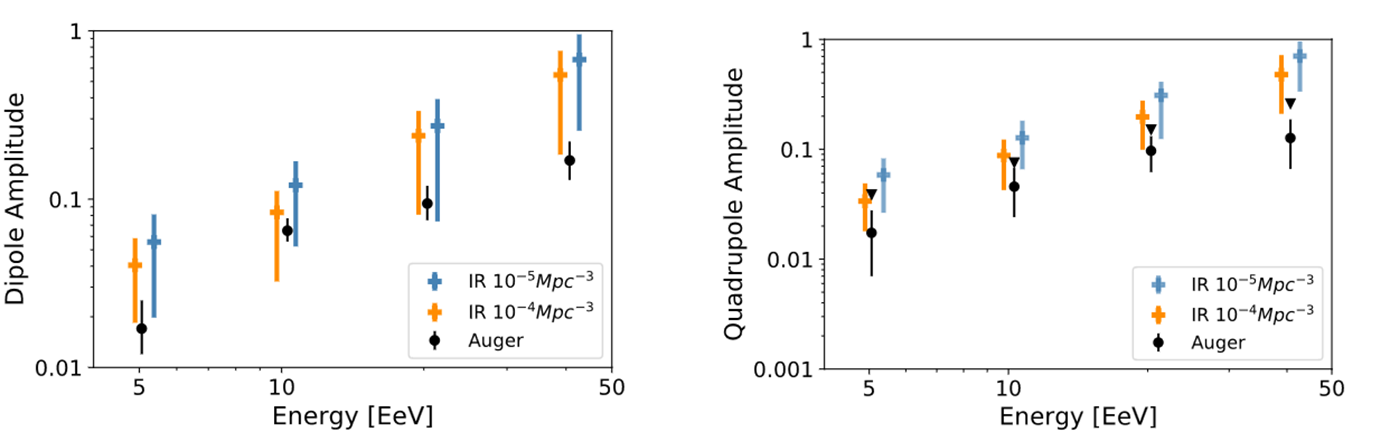 Dipole Amplitude
1
0.1
0.01
5
10
50
Energy [EeV]
IR 10⁻⁵Mpc⁻³
IR 10⁻⁴Mpc⁻³
Auger
Quadrupole Amplitude
1
0.1
0.01
0.001
5
10
50
Energy [EeV]
IR 10⁻⁵Mpc⁻³
IR 10⁻⁴Mpc⁻³
Auger